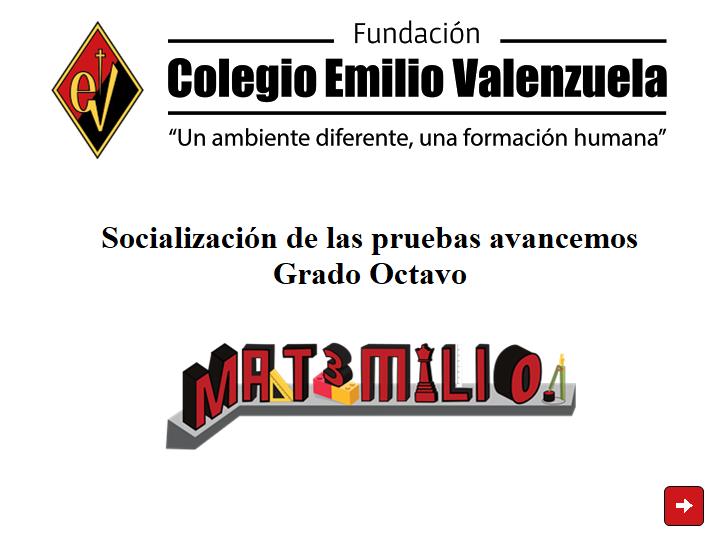 Fundación
Colegio Emilio Valenzuela
“Un ambiente diferente, una formación humana”
Socialización de las pruebas avancemos
Grado Octavo
MAT3MILIO